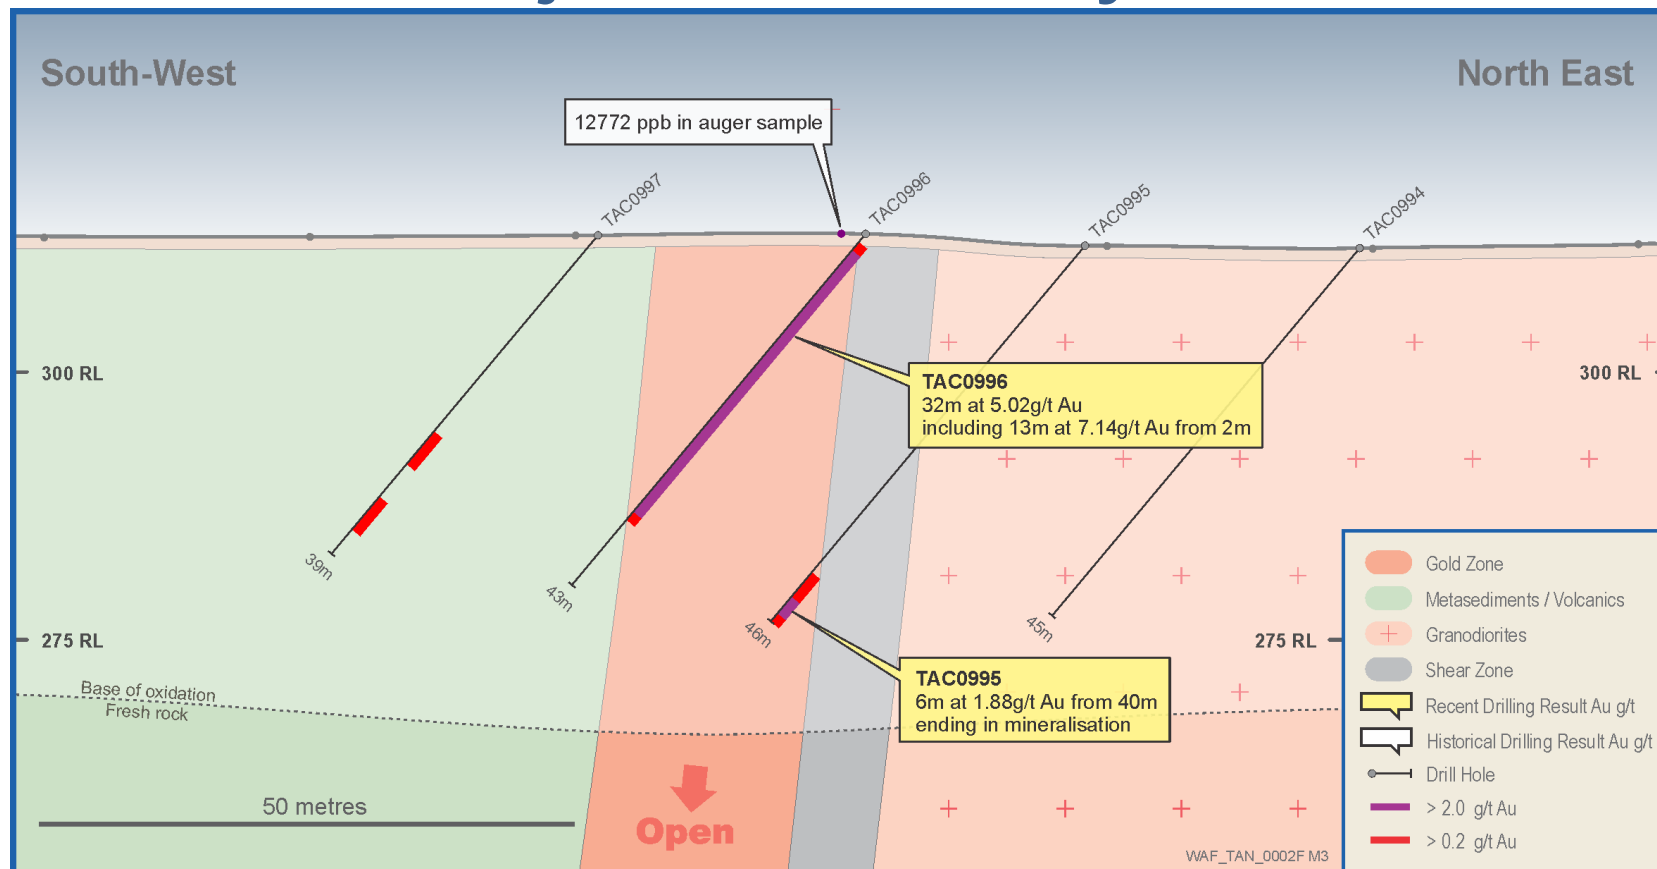 South-West
North East
12772 ppb in auger sample
TAC0997
TAC0996
TAC0995
TAC0994
300 RL
300 RL
TAC0996
32m at 5.02g/t Au
including 13m at 7.14g/t Au from 2m
39m
43m
46m
45m
275 RL
275 RL
TAC0995
6m at 1.88g/t Au from 40m
ending in mineralisation
Base of oxidation
Fresh rock
50 metres
Open
WAF_TAN_0002F M3
Gold Zone
Metasediments / Volcanics
Granodiorites
Shear Zone
Recent Drilling Result Au g/t
Historical Drilling Result Au g/t
Drill Hole
> 2.0 g/t Au
> 0.2 g/t Au